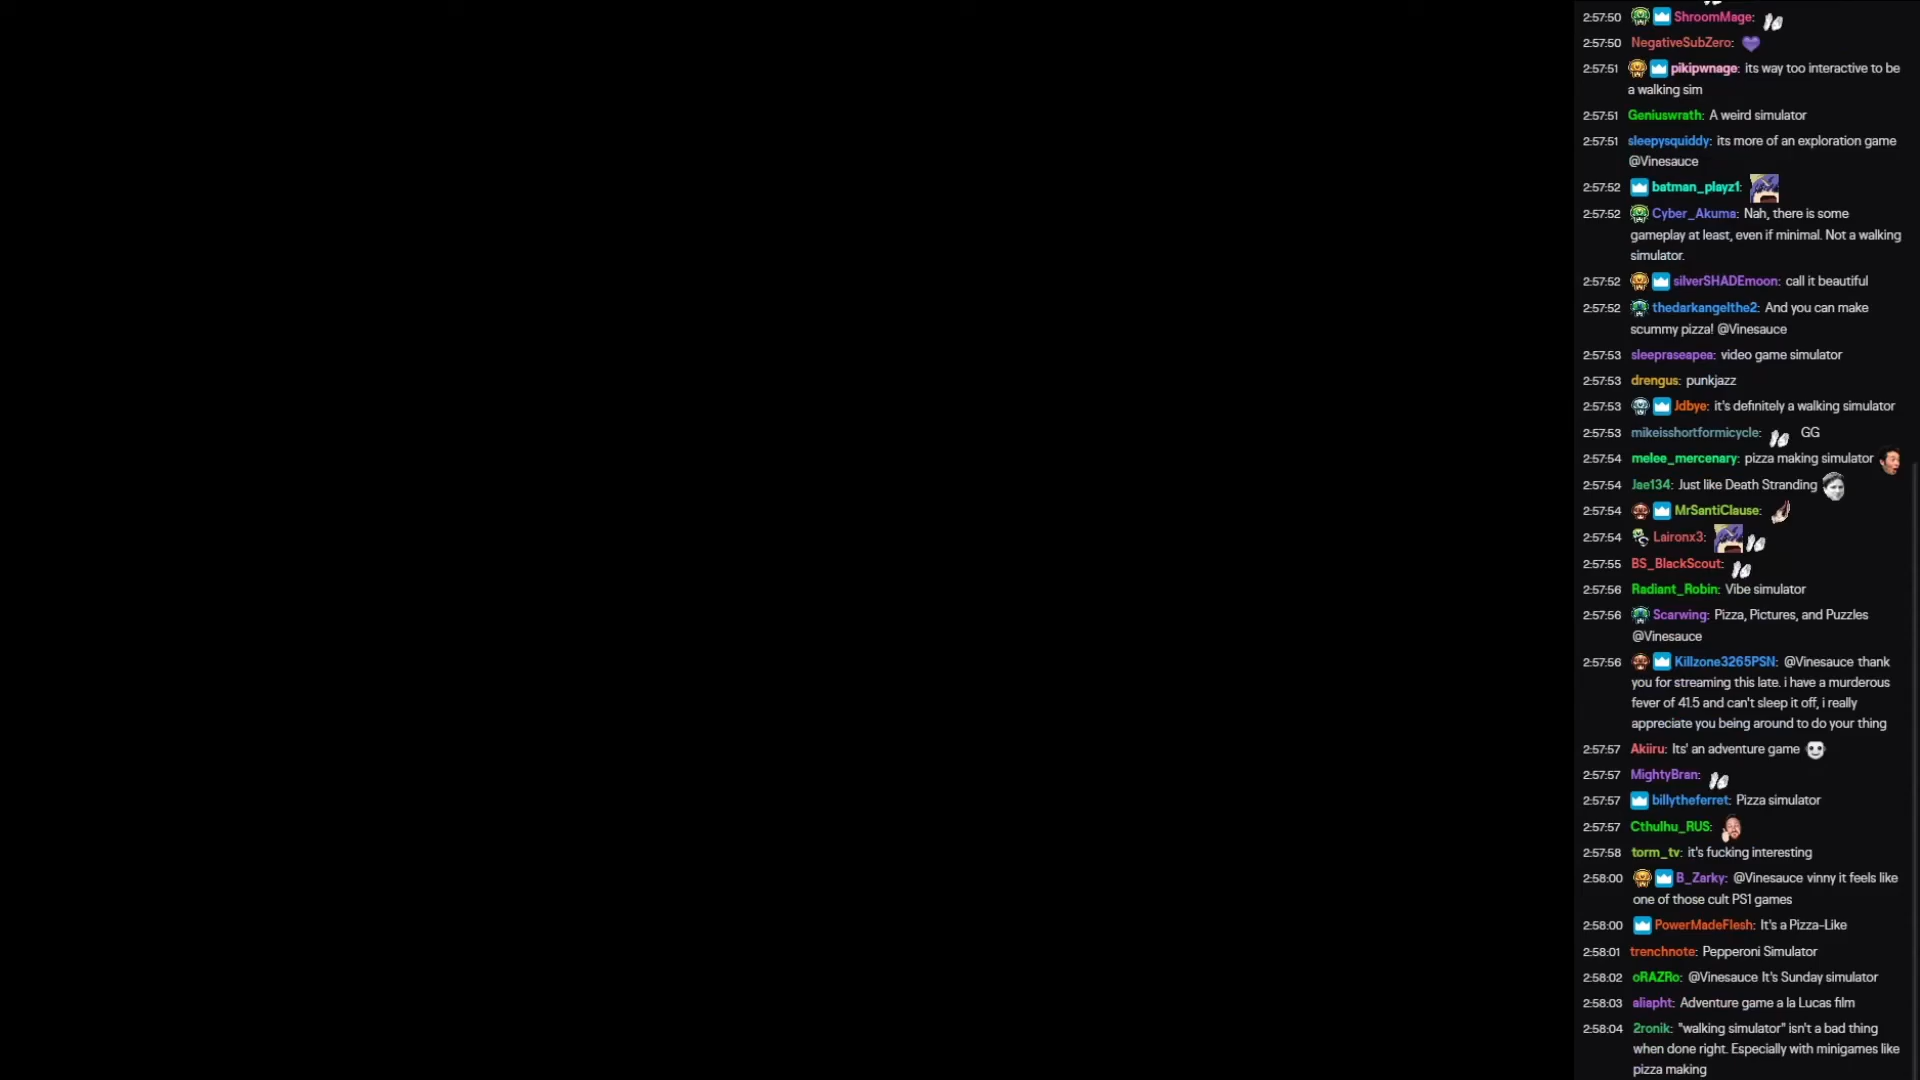 2:57:50 ShroomMage:
2:57:50 NegativeSubZero:
2:57:51 pikipwnage: its way too interactive to be
a walking sim
2:57:51 Geniuswrath: A weird simulator
2:57:51 sleepysquiddy: its more of an exploration game
@Vinesauce
2:57:52 batman_playz1:
2:57:52 Cyber_Akuma: Nah, there is some
gameplay at least, even if minimal. Not a walking
simulator.
2:57:52 silverSHADEmoon: call it beautiful
2:57:52 thedarkangelthe2: And you can make
scummy pizza! @Vinesauce
2:57:53 sleepraseapea: video game simulator
2:57:53 drengus: punkjazz
2:57:53 Jdbye: it's definitely a walking simulator
2:57:53 mikeisshortformicycle: GG
2:57:54 melee_mercenary: pizza making simulator
2:57:54 Jae134: Just like Death Stranding
2:57:54 MrSantiClause:
2:57:54 Laironx3:
2:57:55 BS_BlackScout:
2:57:56 Radiant_Robin: Vibe simulator
2:57:56 Scarwing: Pizza, Pictures, and Puzzles
@Vinesauce
2:57:56 Killzone3265PSN: @Vinesauce thank
you for streaming this late. i have a murderous
fever of 41.5 and can't sleep it off, i really
appreciate you being around to do your thing
2:57:57 Akiiru: Its' an adventure game
2:57:57 MightyBran:
2:57:57 billytheferret: Pizza simulator
2:57:57 Cthulhu_RUS:
2:57:58 torm_tv: it's fucking interesting
2:58:00 B_Zarky: @Vinesauce vinny it feels like
one of those cult PS1 games
2:58:00 PowerMadeFlesh: It's a Pizza-Like
2:58:01 trenchnote: Pepperoni Simulator
2:58:02 oRAZRo: @Vinesauce It's Sunday simulator
2:58:03 aliapht: Adventure game a la Lucas film
2:58:04 2ronik: "walking simulator" isn't a bad thing
when done right. Especially with minigames like
pizza making